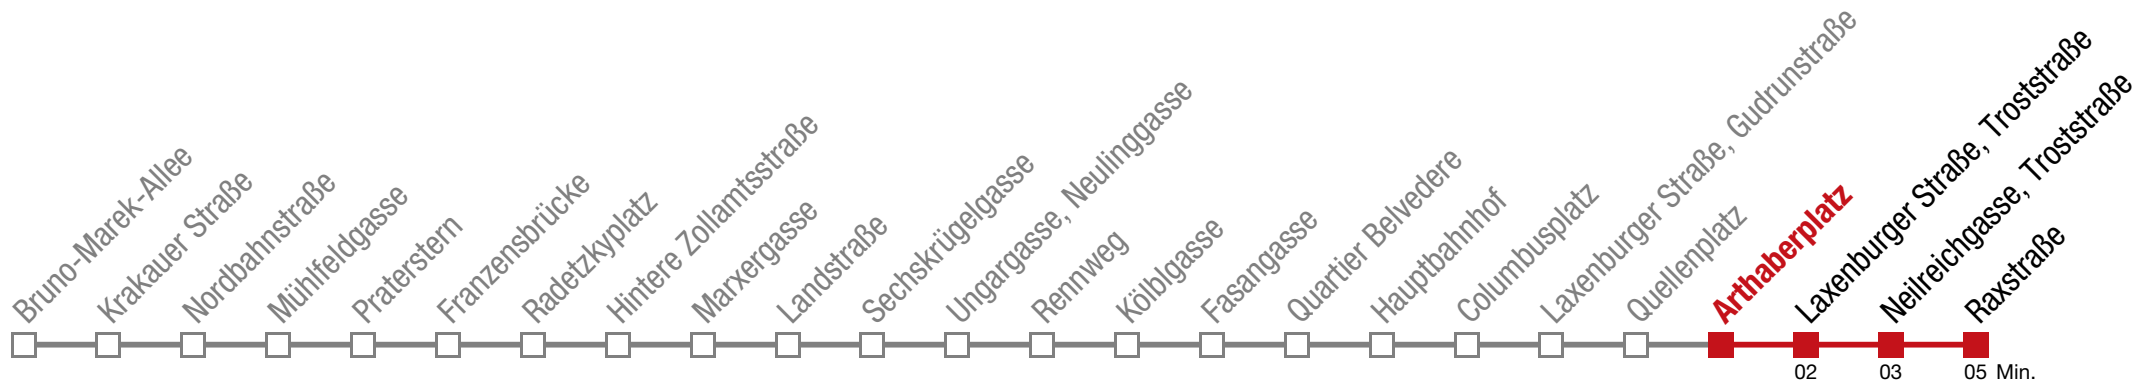 Bruno-Marek-Allee
Krakauer Straße
Nordbahnstraße
Mühlfeldgasse
Praterstern
Franzensbrücke
Radetzkyplatz
Hintere Zollamtsstraße
Marxergasse
Landstraße
Sechskrügelgasse
Ungargasse, Neulinggasse
Rennweg
Kölblgasse
Fasangasse
Quartier Belvedere
Hauptbahnhof
Columbusplatz
Laxenburger Straße, Gudrunstraße
Quellenplatz
Arthaberplatz
Laxenburger Straße, Troststraße
Neilreichgasse, Troststraße
Raxstraße
02 03 05 Min.